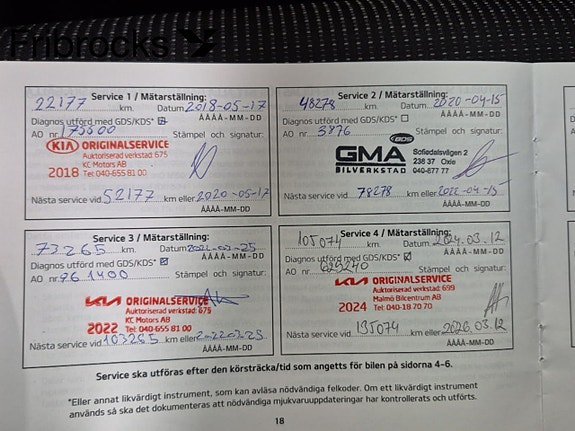 Fribrocks
Service 1 / Mätarställning:
22177 km. Datum 2018-05-17
Diagnos utförd med GDS/KDS* ÅÅÅÅ-MM-DD
AO nr. 175500 Stämpel och signatur:
KIA ORIGINALSERVICE
Auktoriserad verkstad: 675
KC Motors AB
2018 Tel: 040-655 81 00
Nästa service vid 52177 km eller 2020-05-17
ÅÅÅÅ-MM-DD
Service 2 / Mätarställning:
48278 km. Datum 2020-04-15
Diagnos utförd med GDS/KDS* ÅÅÅÅ-MM-DD
AO nr. 3876 Stämpel och signatur:
BDS
GMA
BILVERKSTAD
Sofiedalsvägen 2
238 37 Oxie
040-877 77
Nästa service vid 78278 km eller 2022-04-15
ÅÅÅÅ-MM-DD
Service 3 / Mätarställning:
73265 km. Datum
Diagnos utförd med GDS/KDS* ÅÅÅÅ-MM-DD
AO nr. 961400 Stämpel och signatur:
KIA ORIGINALSERVICE
Auktoriserad verkstad: 675
KC Motors AB
2022 Tel: 040-655 81 00
Nästa service vid 103265 km eller
ÅÅÅÅ-MM-DD
Service 4 / Mätarställning:
105074 km. Datum 2024.03.12
Diagnos utförd med GDS/KDS* ÅÅÅÅ-MM-DD
AO nr. Stämpel och signatur:
KIA ORIGINALSERVICE
Auktoriserad verkstad: 699
Malmö Bilcentrum AB
2024 Tel: 040-18 70 70
Nästa service vid 135074 km eller 2026.03.12
ÅÅÅÅ-MM-DD
Service ska utföras efter den körsträcka/tid som angetts för bilen på sidorna 4-6.
*Eller annat likvärdigt instrument, som kan avläsa nödvändiga felkoder. Om ett likvärdigt instrument
används så ska det dokumenteras att nödvändiga mjukvaruuppdateringar har kontrollerats och utförts.
18